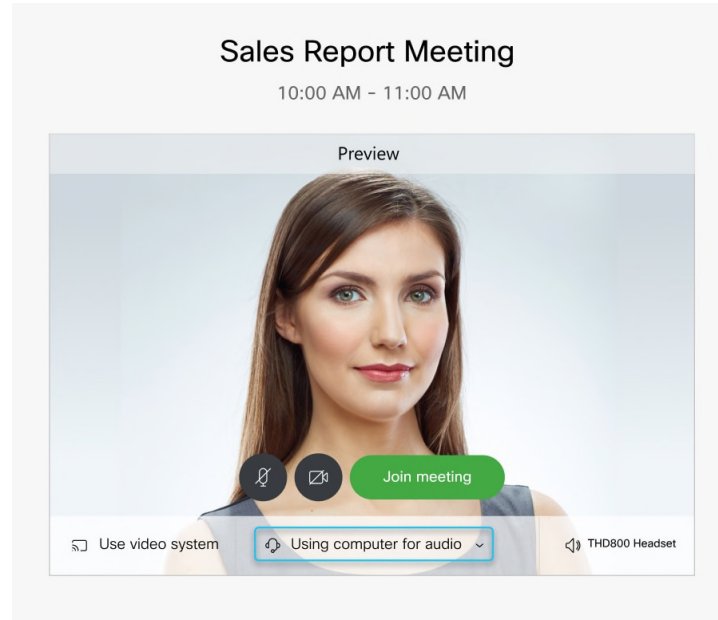 Sales Report Meeting
10:00 AM - 11:00 AM
Preview
Join meeting
Use video system
Using computer for audio
THD800 Headset